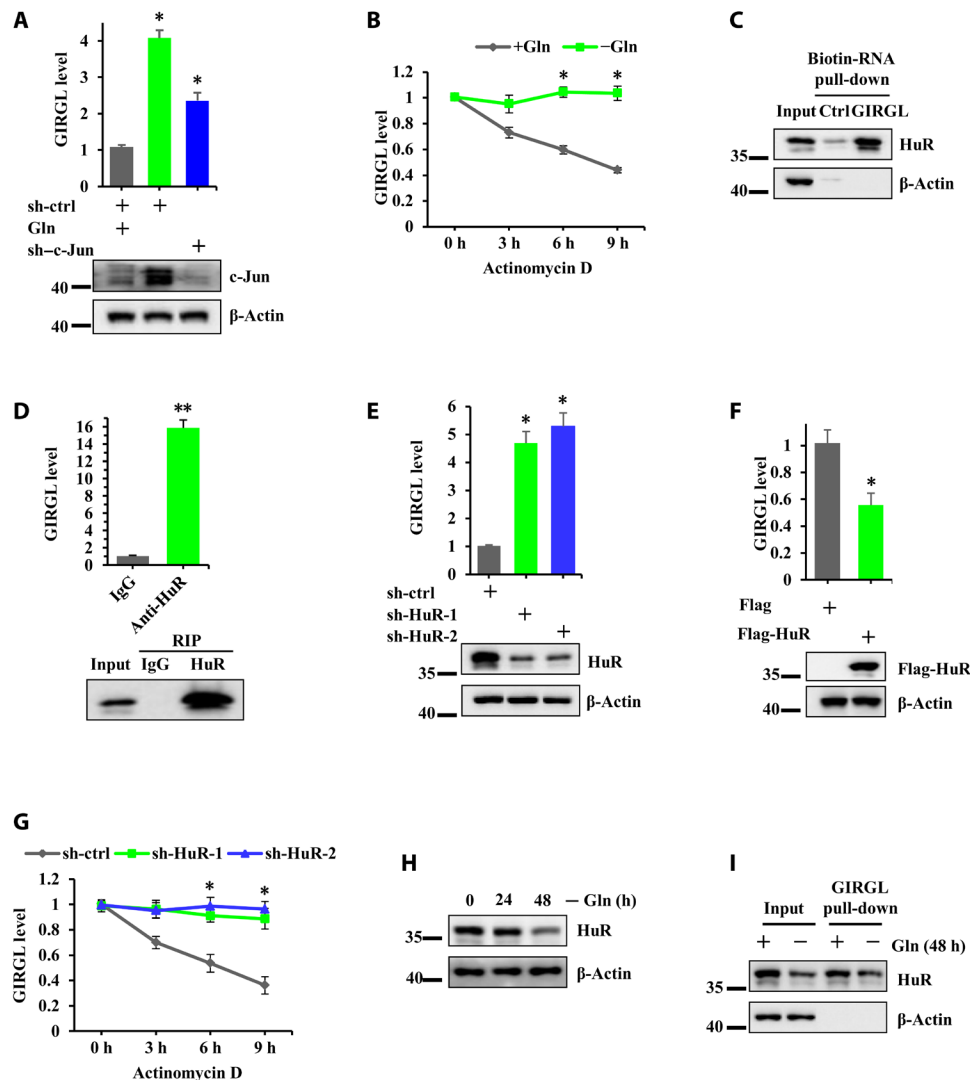 A
GIRGL level
5
4
3
2
1
0
*
*
sh-ctrl + +
Gln +
sh–c-Jun +
40 c-Jun
40 β-Actin
B
+Gln −Gln
GIRGL level
1.2
1
0.8
0.6
0.4
0.2
0
* *
0 h 3 h 6 h 9 h
Actinomycin D
C
Biotin-RNA
pull-down
Input Ctrl GIRGL
35 HuR
40 β-Actin
D
GIRGL level
16
14
12
10
8
6
4
2
0
**
IgG Anti-HuR
RIP
Input IgG HuR
E
GIRGL level
6
5
4
3
2
1
0
* *
sh-ctrl +
sh-HuR-1 +
sh-HuR-2 +
35 HuR
40 β-Actin
F
GIRGL level
1
0.8
0.6
0.4
0.2
0
*
Flag +
Flag-HuR +
35 Flag-HuR
40 β-Actin
G
sh-ctrl sh-HuR-1 sh-HuR-2
GIRGL level
1.2
1
0.8
0.6
0.4
0.2
0
* *
0 h 3 h 6 h 9 h
Actinomycin D
H
0 24 48 — Gln (h)
35 HuR
40 β-Actin
I
GIRGL
Input pull-down
+ − + − Gln (48 h)
35 HuR
40 β-Actin